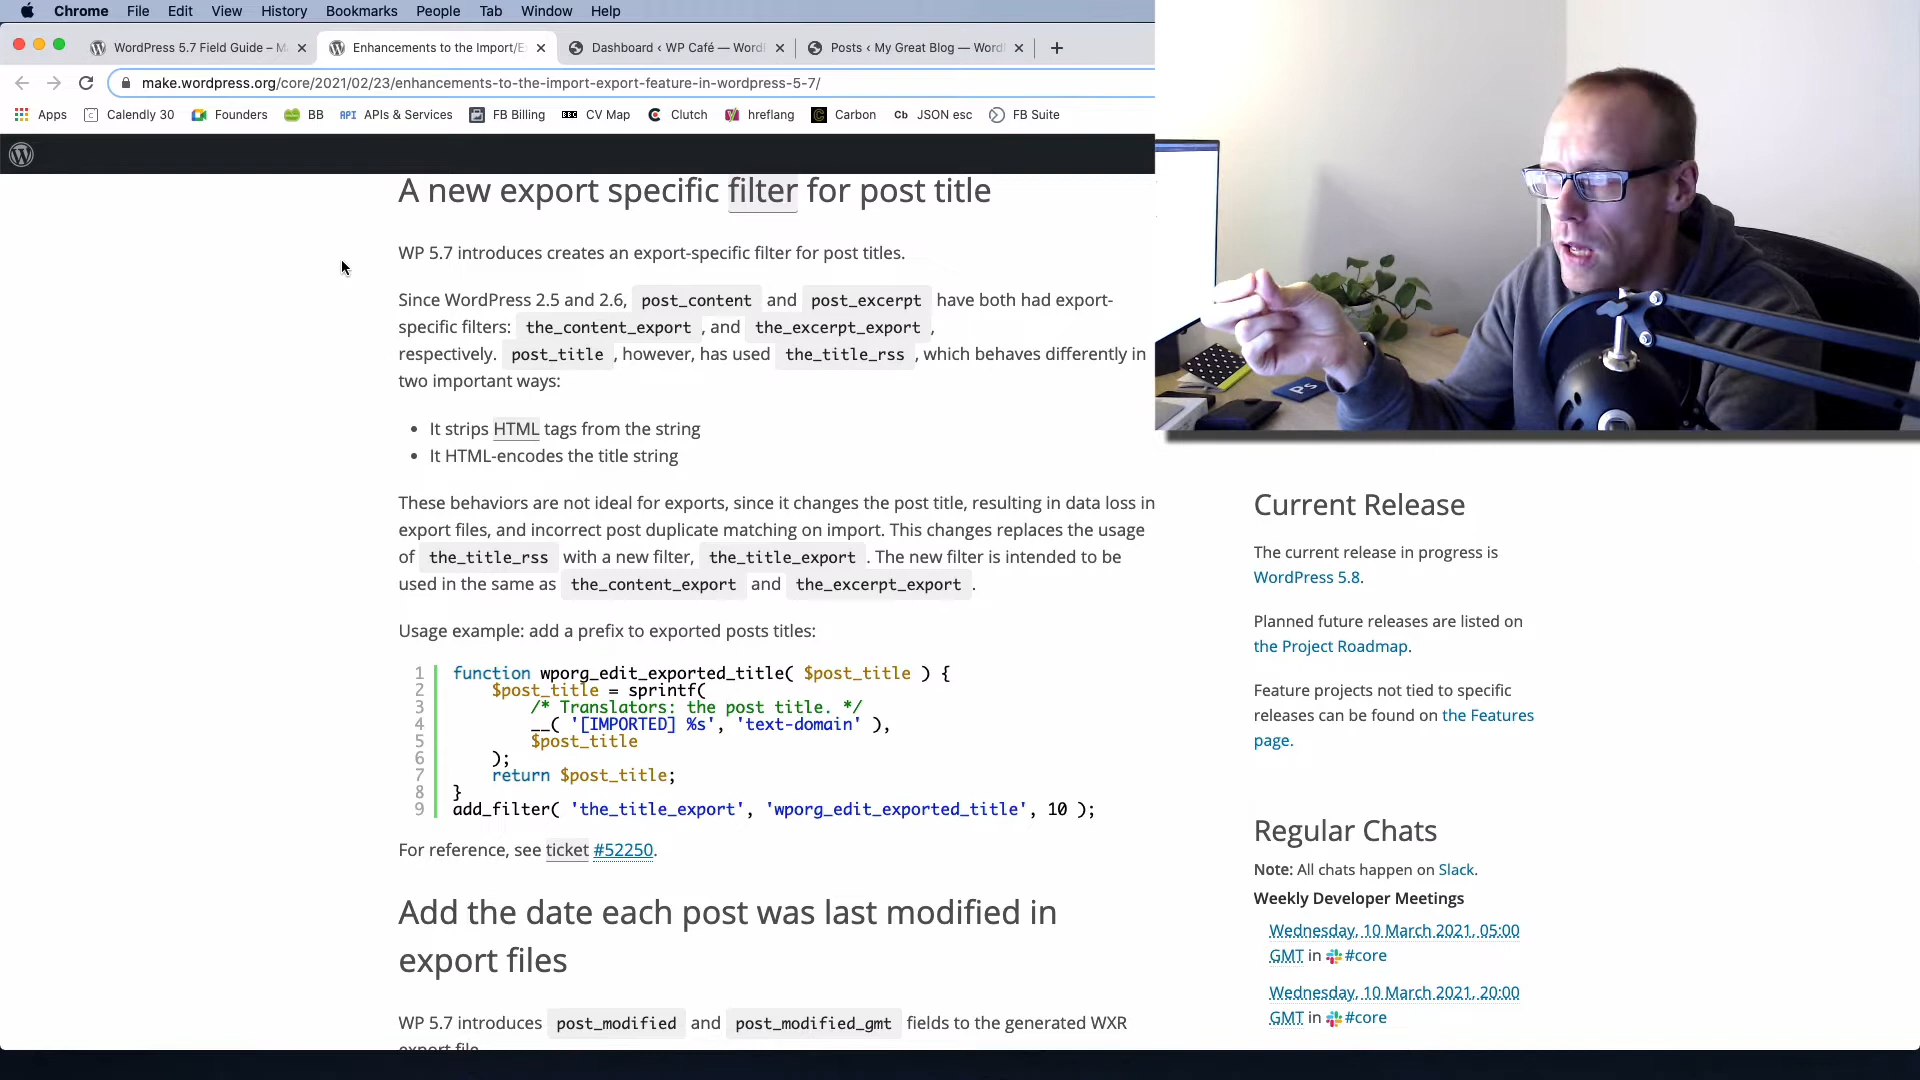 Chrome File Edit View History Bookmarks People Tab Window Help
WordPress 5.7 Field Guide – M
Enhancements to the Import/E
Dashboard ‹ WP Café — Word
Posts ‹ My Great Blog — Word
make.wordpress.org/core/2021/02/23/enhancements-to-the-import-export-feature-in-wordpress-5-7/
Apps Calendly 30 Founders BB API APIs & Services FB Billing BBC CV Map Clutch hreflang Carbon Cb JSON esc FB Suite
A new export specific filter for post title
WP 5.7 introduces creates an export-specific filter for post titles.
Since WordPress 2.5 and 2.6, post_content and post_excerpt have both had export-
specific filters: the_content_export , and the_excerpt_export ,
respectively. post_title , however, has used the_title_rss , which behaves differently in
two important ways:
• It strips HTML tags from the string
• It HTML-encodes the title string
These behaviors are not ideal for exports, since it changes the post title, resulting in data loss in
export files, and incorrect post duplicate matching on import. This changes replaces the usage
of the_title_rss with a new filter, the_title_export . The new filter is intended to be
used in the same as the_content_export and the_excerpt_export .
Usage example: add a prefix to exported posts titles:
1 function wporg_edit_exported_title( $post_title ) {
2 $post_title = sprintf(
3 /* Translators: the post title. */
4 __( '[IMPORTED] %s', 'text-domain' ),
5 $post_title
6 );
7 return $post_title;
8 }
9 add_filter( 'the_title_export', 'wporg_edit_exported_title', 10 );
For reference, see ticket #52250.
Add the date each post was last modified in
export files
WP 5.7 introduces post_modified and post_modified_gmt fields to the generated WXR
export file
Ps
Current Release
The current release in progress is
WordPress 5.8.
Planned future releases are listed on
the Project Roadmap.
Feature projects not tied to specific
releases can be found on the Features
page.
Regular Chats
Note: All chats happen on Slack.
Weekly Developer Meetings
Wednesday, 10 March 2021, 05:00
GMT in #core
Wednesday, 10 March 2021, 20:00
GMT in #core